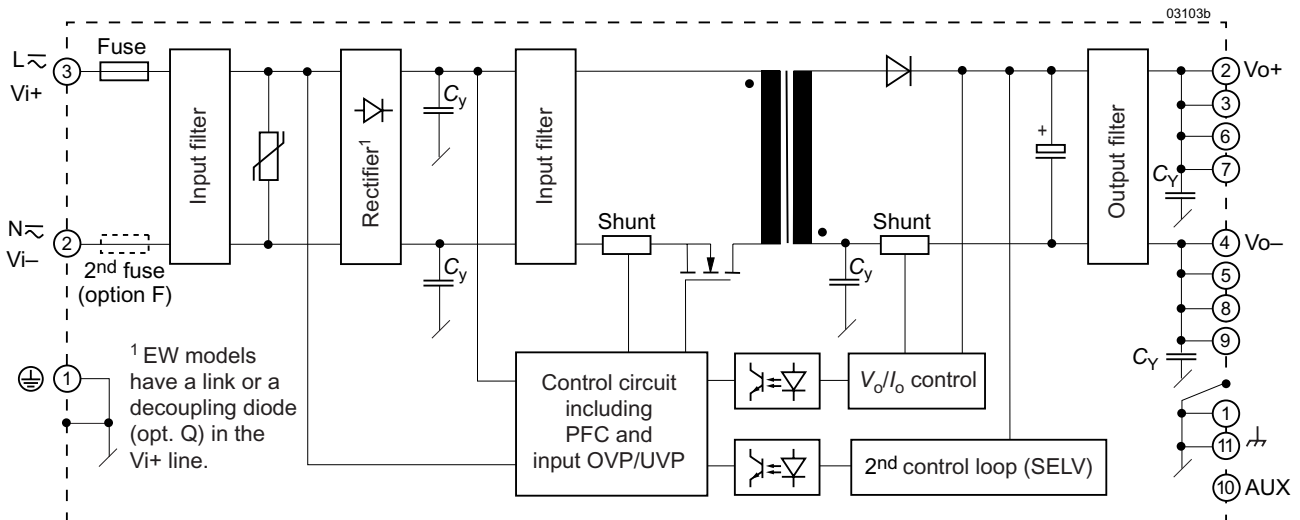 03103b
L
3
Vi+
Fuse
Input filter
Rectifier1
Cy
Input filter
2 Vo+
3
6
7
CY
Output filter
+
N
2
Vi–
2nd fuse
(option F)
Cy
Shunt
Cy
Shunt
4 Vo–
5
8
9
CY
1
1 EW models
have a link or a
decoupling diode
(opt. Q) in the
Vi+ line.
Control circuit
including
PFC and
input OVP/UVP
Vo/Io control
2nd control loop (SELV)
1
11
10 AUX